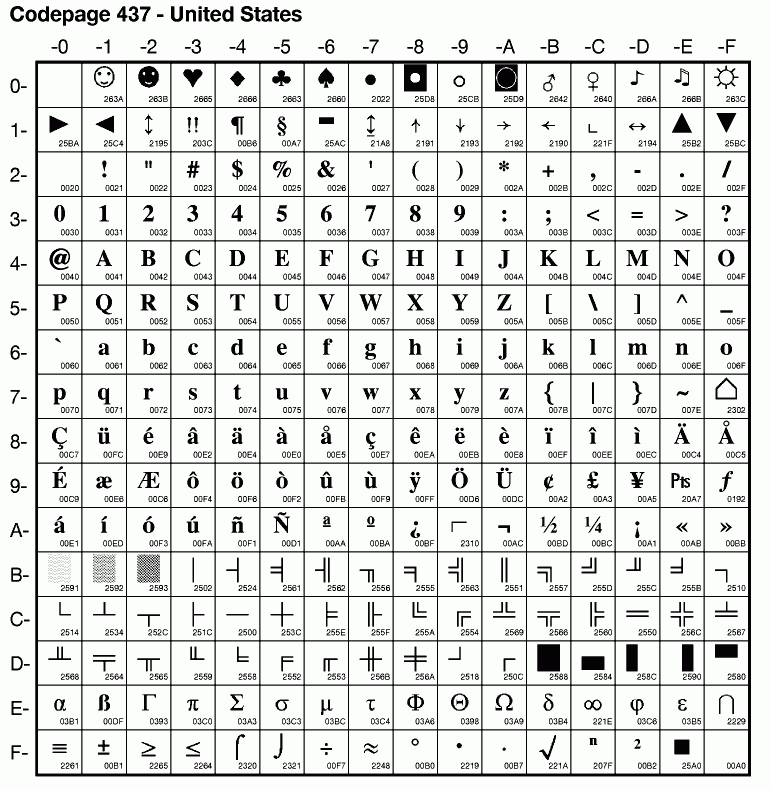 Codepage 437 - United States
-0 -1 -2 -3 -4 -5 -6 -7 -8 -9 -A -B -C -D -E -F
0- ☺ ☻ ♥ ♦ ♣ ♠ • ◘ ○ ◙ ♂ ♀ ♪ ♫ ☼
263A 263B 2665 2666 2663 2660 2022 25D8 25CB 25D9 2642 2640 266A 266B 263C
1- ► ◄ ↕ ‼ ¶ § ▬ ↨ ↑ ↓ → ← ∟ ↔ ▲ ▼
25BA 25C4 2195 203C 00B6 00A7 25AC 21A8 2191 2193 2192 2190 221F 2194 25B2 25BC
2- ! " # $ % & ' ( ) * + , - . /
0020 0021 0022 0023 0024 0025 0026 0027 0028 0029 002A 002B 002C 002D 002E 002F
3- 0 1 2 3 4 5 6 7 8 9 : ; < = > ?
0030 0031 0032 0033 0034 0035 0036 0037 0038 0039 003A 003B 003C 003D 003E 003F
4- @ A B C D E F G H I J K L M N O
0040 0041 0042 0043 0044 0045 0046 0047 0048 0049 004A 004B 004C 004D 004E 004F
5- P Q R S T U V W X Y Z [ \ ] ^ _
0050 0051 0052 0053 0054 0055 0056 0057 0058 0059 005A 005B 005C 005D 005E 005F
6- ` a b c d e f g h i j k l m n o
0060 0061 0062 0063 0064 0065 0066 0067 0068 0069 006A 006B 006C 006D 006E 006F
7- p q r s t u v w x y z { | } ~ ⌂
0070 0071 0072 0073 0074 0075 0076 0077 0078 0079 007A 007B 007C 007D 007E 2302
8- Ç ü é â ä à å ç ê ë è ï î ì Ä Å
00C7 00FC 00E9 00E2 00E4 00E0 00E5 00E7 00EA 00EB 00E8 00EF 00EE 00EC 00C4 00C5
9- É æ Æ ô ö ò û ù ÿ Ö Ü ¢ £ ¥ ₧ ƒ
00C9 00E6 00C6 00F4 00F6 00F2 00FB 00F9 00FF 00D6 00DC 00A2 00A3 00A5 20A7 0192
A- á í ó ú ñ Ñ ª º ¿ ⌐ ¬ ½ ¼ ¡ « »
00E1 00ED 00F3 00FA 00F1 00D1 00AA 00BA 00BF 2310 00AC 00BD 00BC 00A1 00AB 00BB
B- ░ ▒ ▓ │ ┤ ╡ ╢ ╖ ╕ ╣ ║ ╗ ╝ ╜ ╛ ┐
2591 2592 2593 2502 2524 2561 2562 2556 2555 2563 2551 2557 255D 255C 255B 2510
C- └ ┴ ┬ ├ ─ ┼ ╞ ╟ ╚ ╔ ╩ ╦ ╠ ═ ╬ ╧
2514 2534 252C 251C 2500 253C 255E 255F 255A 2554 2569 2566 2560 2550 256C 2567
D- ╨ ╤ ╥ ╙ ╘ ╒ ╓ ╫ ╪ ┘ ┌ █ ▄ ▌ ▐ ▀
2568 2564 2565 2559 2558 2552 2553 256B 256A 2518 250C 2588 2584 258C 2590 2580
E- α ß Γ π Σ σ μ τ Φ Θ Ω δ ∞ φ ε ∩
03B1 00DF 0393 03C0 03A3 03C3 03BC 03C4 03A6 0398 03A9 03B4 221E 03C6 03B5 2229
F- ≡ ± ≥ ≤ ⌠ ⌡ ÷ ≈ ° ∙ · √ ⁿ ² ■
2261 00B1 2265 2264 2320 2321 00F7 2248 00B0 2219 00B7 221A 207F 00B2 25A0 00A0